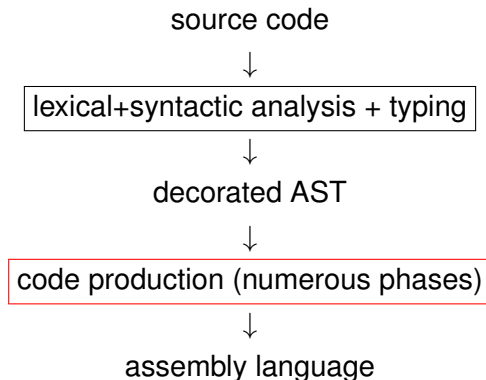 source code
↓
lexical+syntactic analysis + typing
↓
decorated AST
↓
code production (numerous phases)
↓
assembly language